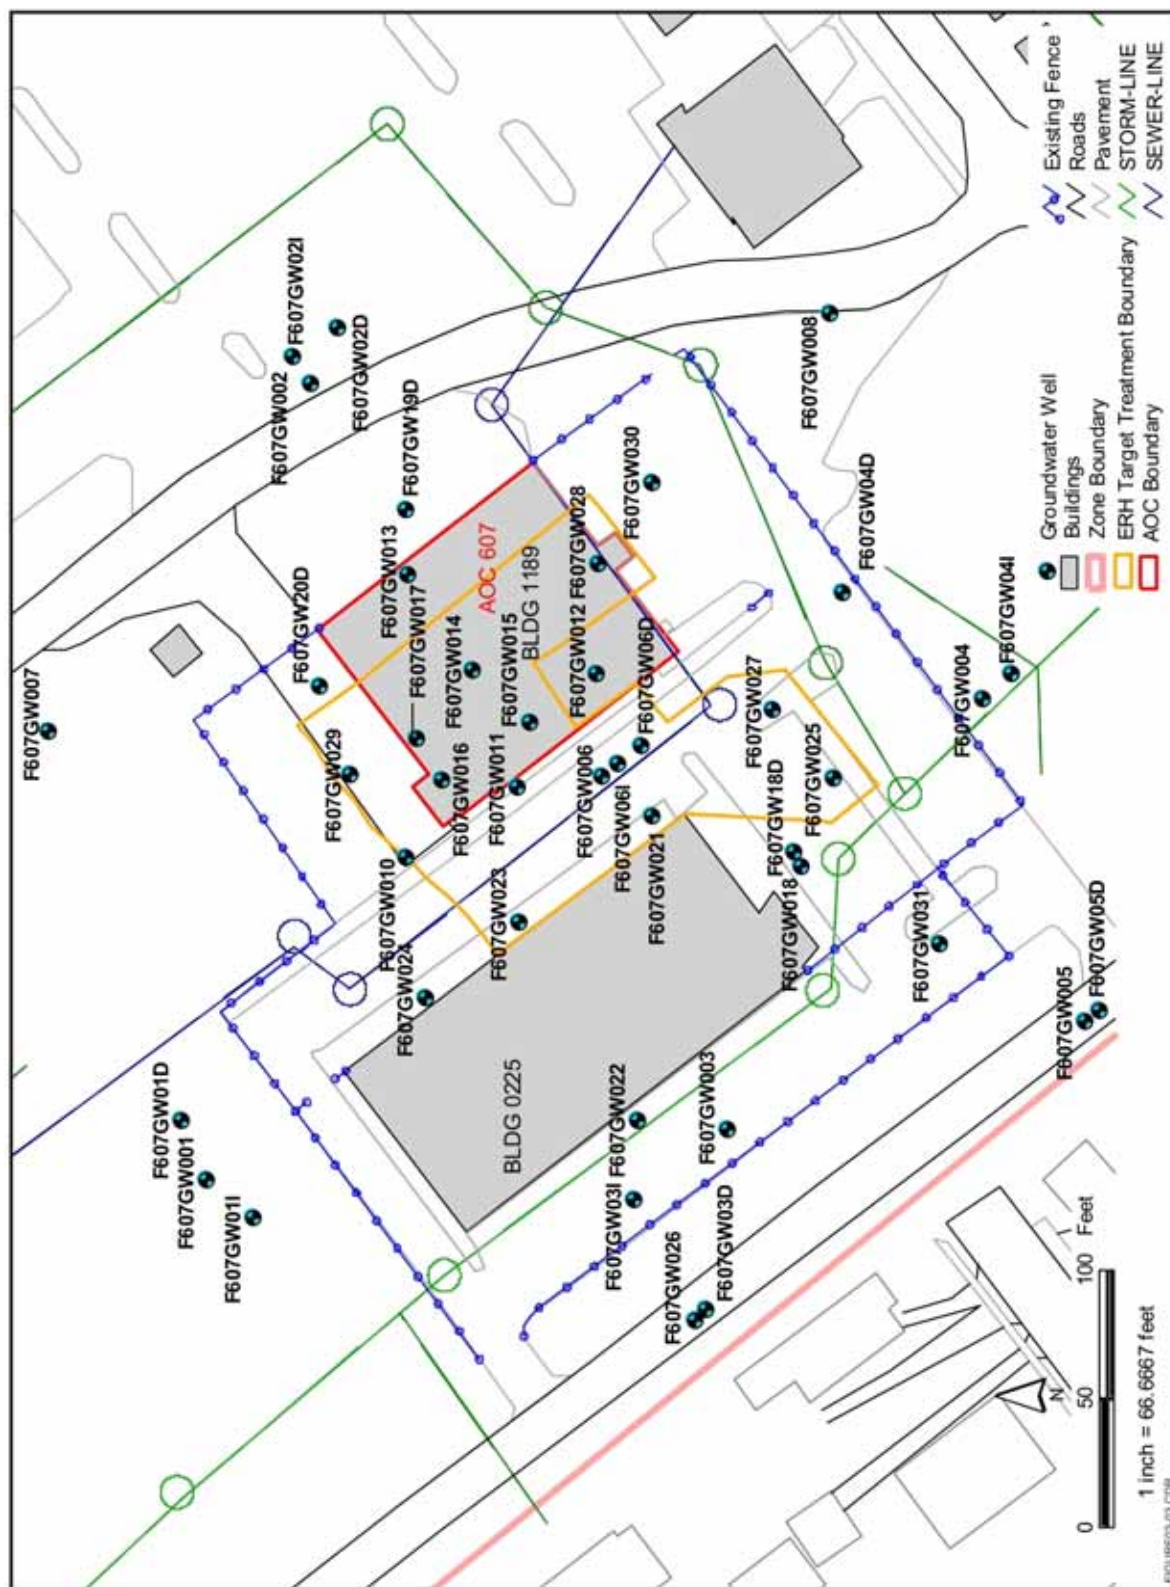 F607GW007
F607GW02I
F607GW002
F607GW02D
F607GW19D
F607GW20D
F607GW013
F607GW017
AOC 607
BLDG 1189
F607GW014
F607GW015
F607GW028
F607GW030
F607GW012
F607GW06D
F607GW029
F607GW016
F607GW011
F607GW006
F607GW06I
F607GW027
F607GW008
F607GW04D
F607GW004
F607GW04I
F607GW025
F607GW18D
F607GW018
F607GW021
F607GW010
F607GW023
F607GW024
F607GW031
F607GW005
F607GW05D
BLDG 0225
F607GW01D
F607GW001
F607GW01I
F607GW022
F607GW003
F607GW03I
F607GW03D
F607GW026
Groundwater Well
Buildings
Zone Boundary
ERH Target Treatment Boundary
AOC Boundary
Existing Fence
Roads
Pavement
STORM-LINE
SEWER-LINE
N
0 50 100 Feet
1 inch = 66.6667 feet